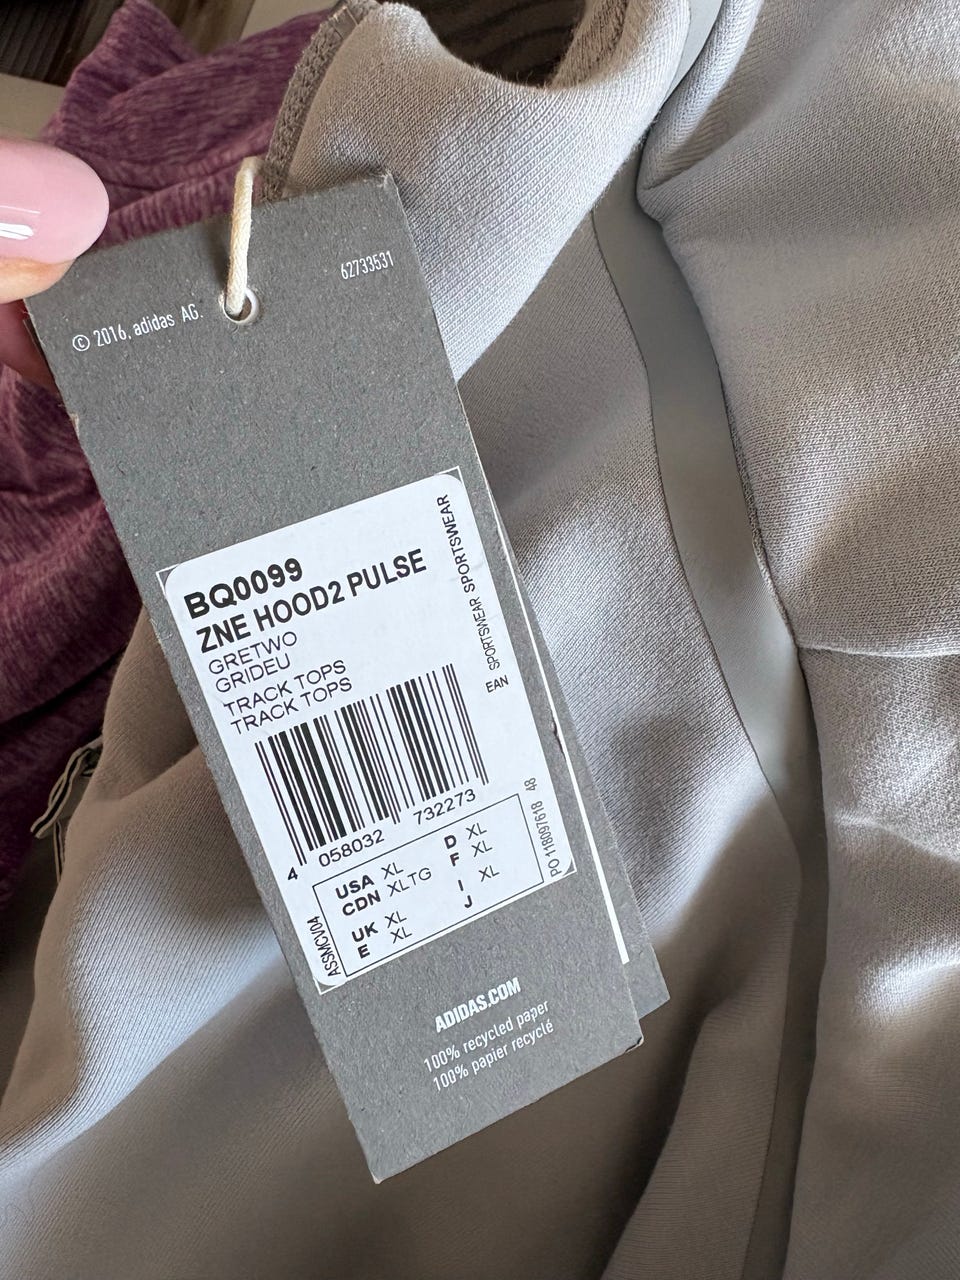 62733531
© 2016, adidas AG.
BQ0099
ZNE HOOD2 PULSE
GRETWO
GRIDEU
TRACK TOPS
TRACK TOPS
SPORTSWEAR SPORTSWEAR
EAN
4 058032 732273
USA XL D XL
CDN XLTG F XL
UK XL I XL
E XL J
ASSMCV04
PO 118097618 48
ADIDAS.COM
100% recycled paper
100% papier recyclé